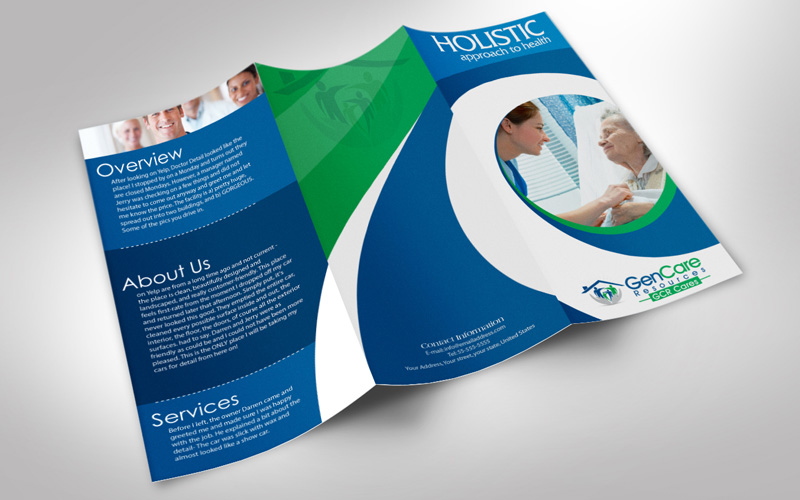 HOLISTIC
approach to health
Overview
After looking on Yelp, Doctor Detail looked like the
place! I stopped by on a Monday and turns out they
are closed Mondays. However, a manager named
Jerry was checking on a few things and did not
hesitate to come out anyway and greet me and let
me know the price. The facility is a) pretty huge,
spread out into two buildings, and b) GORGEOUS.
Some of the pics you drive in.
About Us
on Yelp are from a long time ago and not current -
the place is clean, beautifully designed and
landscaped, and really customer friendly. This place
feels first-rate from the moment I dropped off my car
and returned later that afternoon. Simply put, it's
never looked this good. They emptied the entire car,
cleaned every possible surface inside and out, the
interior, the floor, the doors, of course all the exterior
surfaces. had to say. Darren and Jerry were as
friendly as could be and I could not have been more
pleased. This is the ONLY place I will be taking my
cars for detail from here on!
Services
Before I left, the owner Darren came and
greeted me and made sure I was happy
with the job. He explained a bit about the
detail- The car was slick with wax and
almost looked like a show car.
Contact Information
E-mail: info@emailaddress.com
Tel: 55-555-5555
Your Address, Your street, your state, United States
GenCare
Resources
GCR Cares